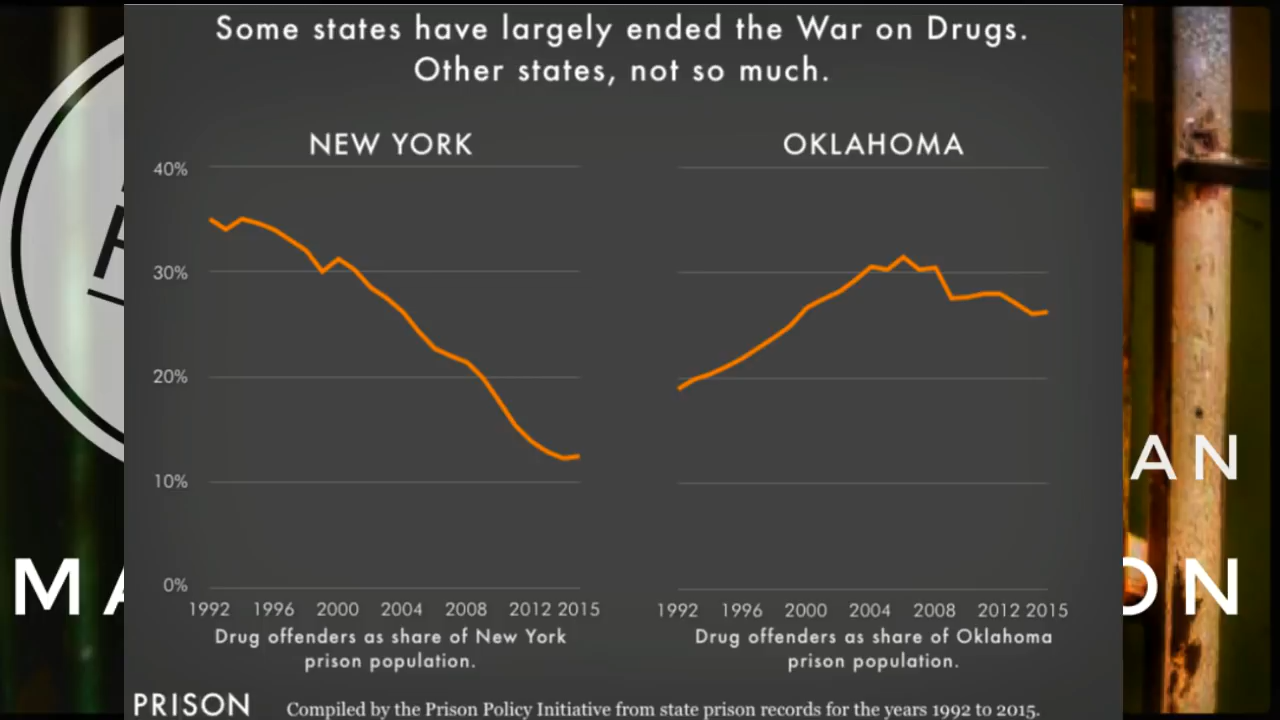 Some states have largely ended the War on Drugs.
Other states, not so much.
NEW YORK
OKLAHOMA
40%
30%
20%
10%
0%
1992 1996 2000 2004 2008 2012 2015
1992 1996 2000 2004 2008 2012 2015
Drug offenders as share of New York
prison population.
Drug offenders as share of Oklahoma
prison population.
PRISON
Compiled by the Prison Policy Initiative from state prison records for the years 1992 to 2015.
AN
MA
ON